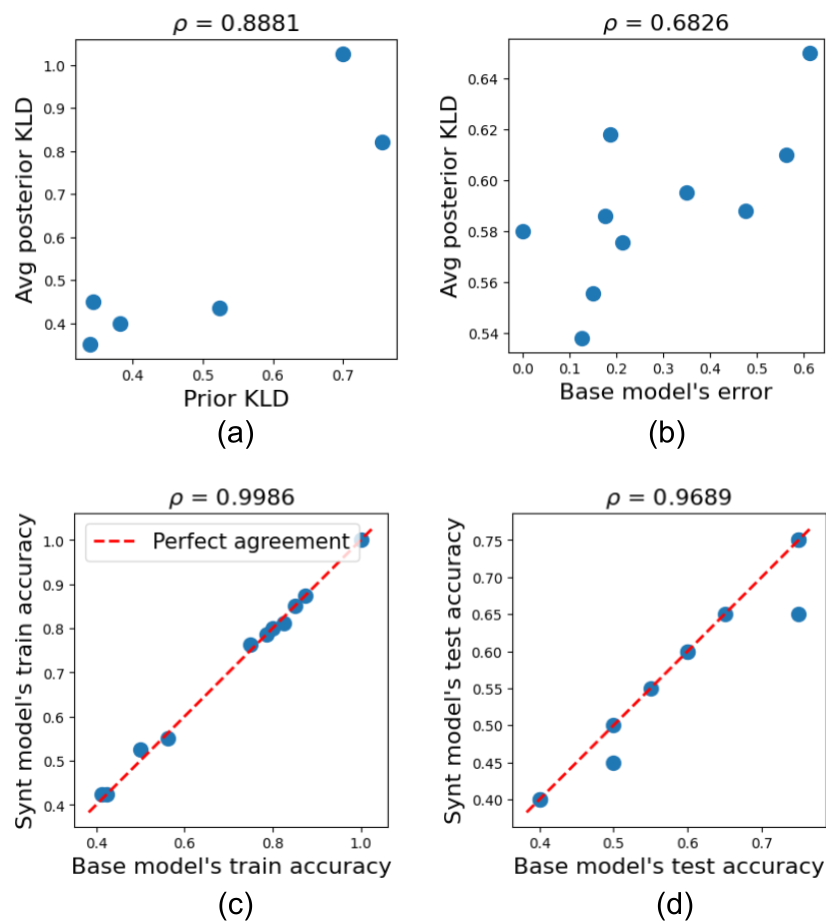 ρ = 0.8881
Avg posterior KLD
1.0
0.9
0.8
0.7
0.6
0.5
0.4
0.4 0.5 0.6 0.7
Prior KLD
(a)
ρ = 0.6826
Avg posterior KLD
0.64
0.62
0.60
0.58
0.56
0.54
0.0 0.1 0.2 0.3 0.4 0.5 0.6
Base model's error
(b)
ρ = 0.9986
Synt model's train accuracy
Perfect agreement
1.0
0.9
0.8
0.7
0.6
0.5
0.4
0.4 0.6 0.8 1.0
Base model's train accuracy
(c)
ρ = 0.9689
Synt model's test accuracy
0.75
0.70
0.65
0.60
0.55
0.50
0.45
0.40
0.4 0.5 0.6 0.7
Base model's test accuracy
(d)